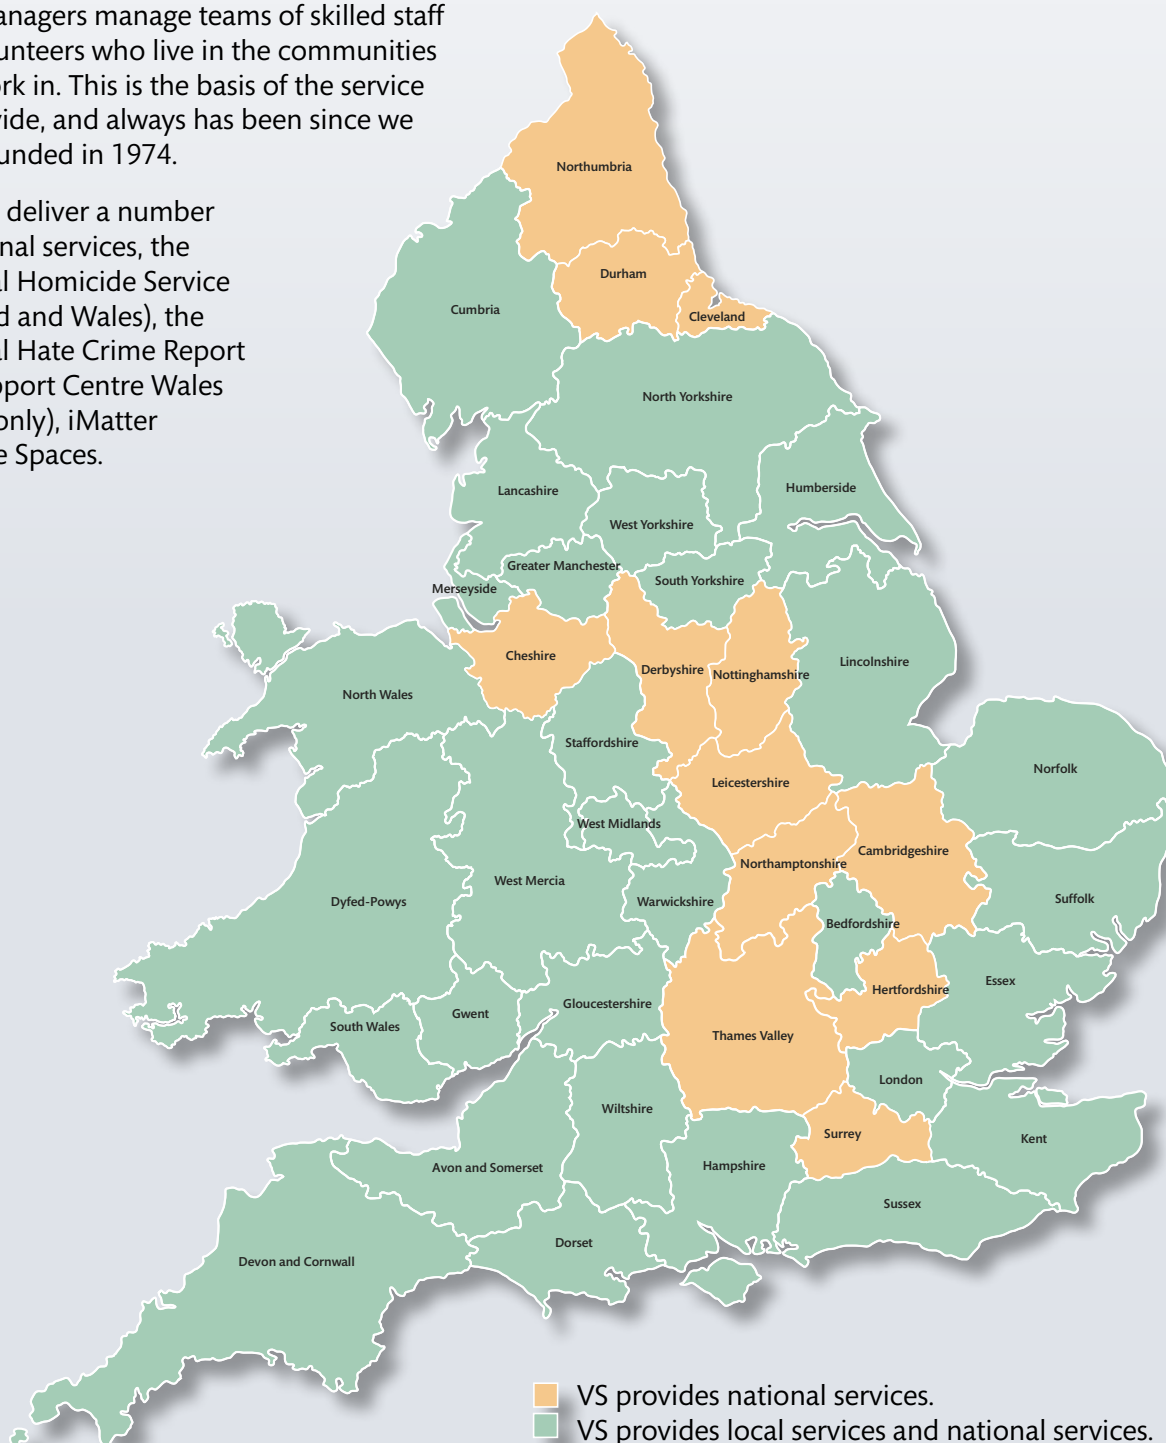 anagers manage teams of skilled staff
unteers who live in the communities
rk in. This is the basis of the service
vide, and always has been since we
unded in 1974.
deliver a number
nal services, the
l Homicide Service
d and Wales), the
l Hate Crime Report
pport Centre Wales
only), iMatter
e Spaces.
Northumbria
Durham
Cumbria
Cleveland
North Yorkshire
Lancashire
Humberside
West Yorkshire
Greater Manchester
South Yorkshire
Merseyside
Cheshire
Derbyshire
Nottinghamshire
Lincolnshire
North Wales
Staffordshire
Leicestershire
Norfolk
West Midlands
Northamptonshire
Cambridgeshire
West Mercia
Dyfed-Powys
Warwickshire
Suffolk
Bedfordshire
Hertfordshire
Essex
Gloucestershire
Gwent
South Wales
Thames Valley
London
Wiltshire
Surrey
Kent
Avon and Somerset
Hampshire
Sussex
Dorset
Devon and Cornwall
VS provides national services.
VS provides local services and national services.